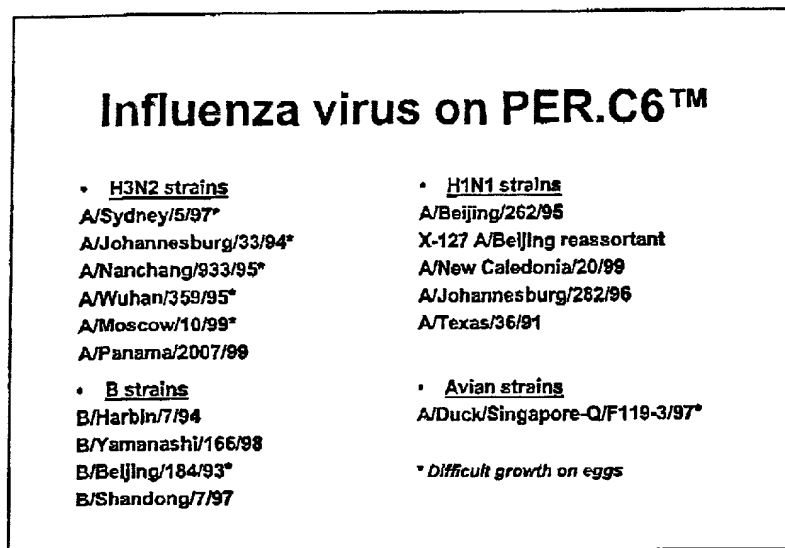 Influenza virus on PER.C6™
• H3N2 strains
A/Sydney/5/97*
A/Johannesburg/33/94*
A/Nanchang/933/95*
A/Wuhan/359/95*
A/Moscow/10/99*
A/Panama/2007/99
• B strains
B/Harbin/7/94
B/Yamanashi/166/98
B/Beijing/184/93*
B/Shandong/7/97
• H1N1 strains
A/Beijing/262/95
X-127 A/Beijing reassortant
A/New Caledonia/20/99
A/Johannesburg/282/96
A/Texas/36/91
• Avian strains
A/Duck/Singapore-Q/F119-3/97*
* Difficult growth on eggs